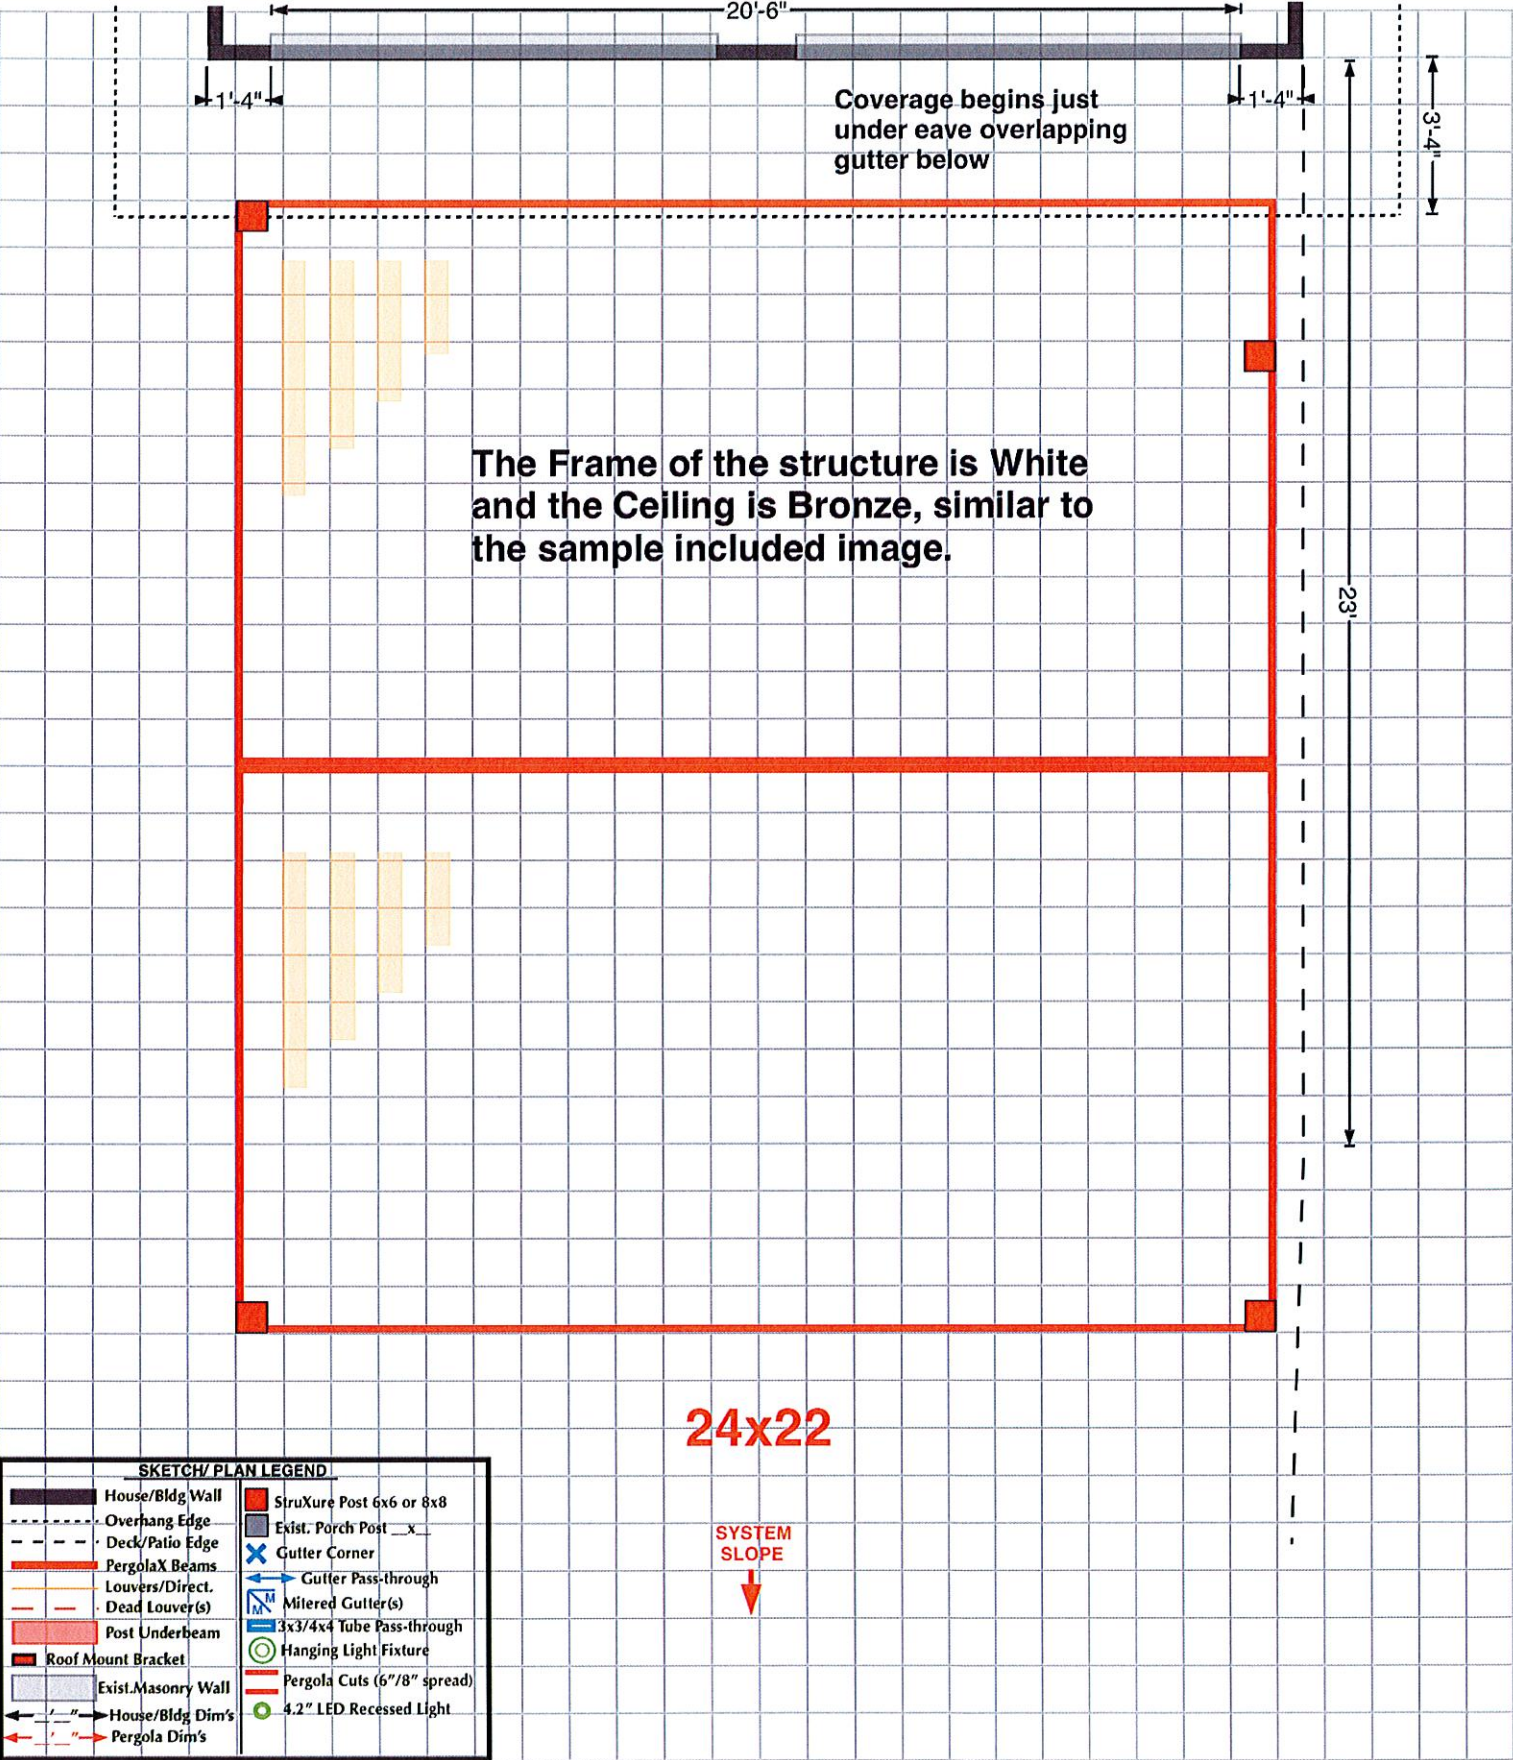 20'-6"
1'-4"
1'-4"
3'-4"
Coverage begins just
under eave overlapping
gutter below
The Frame of the structure is White
and the Ceiling is Bronze, similar to
the sample included image.
23'
24x22
SYSTEM
SLOPE
SKETCH/ PLAN LEGEND
House/Bldg Wall
Overhang Edge
Deck/Patio Edge
PergolaX Beams
Louvers/Direct.
Dead Louver(s)
Post Underbeam
Roof Mount Bracket
Exist.Masonry Wall
__'__" House/Bldg Dim's
__'__" Pergola Dim's
StruXure Post 6x6 or 8x8
Exist. Porch Post __x__
Gutter Corner
Gutter Pass-through
M M Mitered Gutter(s)
3x3/4x4 Tube Pass-through
Hanging Light Fixture
Pergola Cuts (6"/8" spread)
4.2" LED Recessed Light